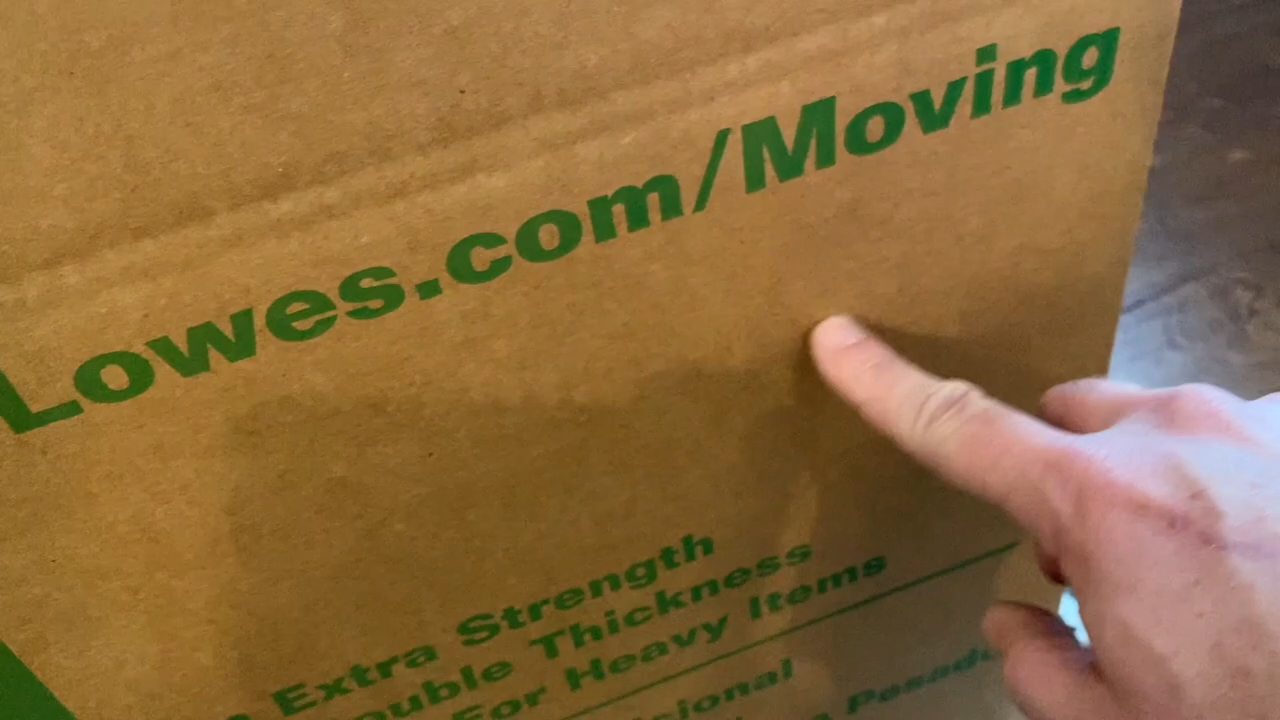 Lowes.com/Moving
Extra Strength
Double Thickness
For Heavy Items